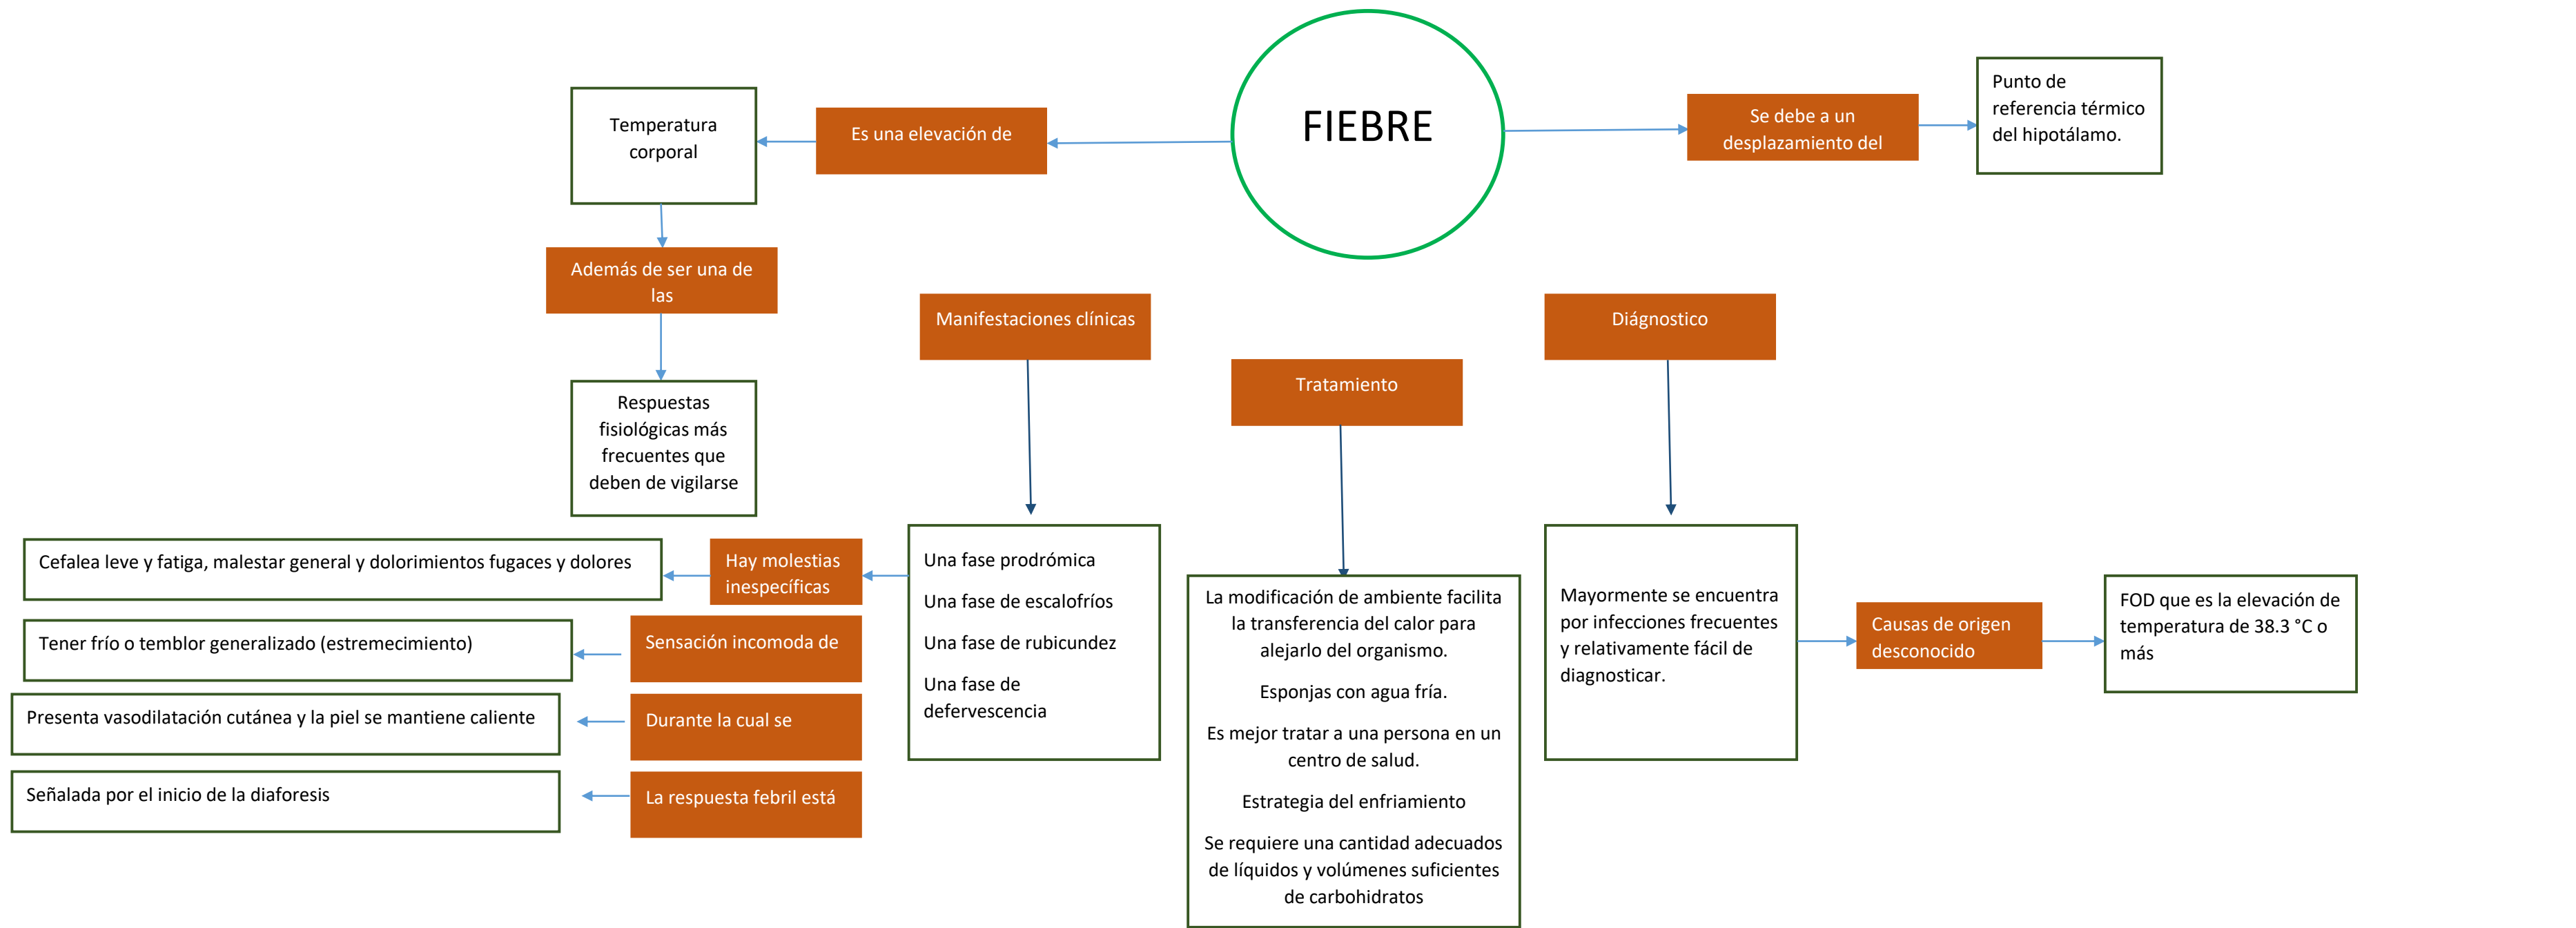 FIEBRE
Es una elevación de
Temperatura
corporal
Además de ser una de
las
Respuestas
fisiológicas más
frecuentes que
deben de vigilarse
Se debe a un
desplazamiento del
Punto de
referencia térmico
del hipotálamo.
Manifestaciones clínicas
Una fase prodrómica
Una fase de escalofríos
Una fase de rubicundez
Una fase de
defervescencia
Hay molestias
inespecíficas
Cefalea leve y fatiga, malestar general y dolorimientos fugaces y dolores
Sensación incomoda de
Tener frío o temblor generalizado (estremecimiento)
Durante la cual se
Presenta vasodilatación cutánea y la piel se mantiene caliente
La respuesta febril está
Señalada por el inicio de la diaforesis
Tratamiento
La modificación de ambiente facilita
la transferencia del calor para
alejarlo del organismo.
Esponjas con agua fría.
Es mejor tratar a una persona en un
centro de salud.
Estrategia del enfriamiento
Se requiere una cantidad adecuados
de líquidos y volúmenes suficientes
de carbohidratos
Diágnostico
Mayormente se encuentra
por infecciones frecuentes
y relativamente fácil de
diagnosticar.
Causas de origen
desconocido
FOD que es la elevación de
temperatura de 38.3 °C o
más